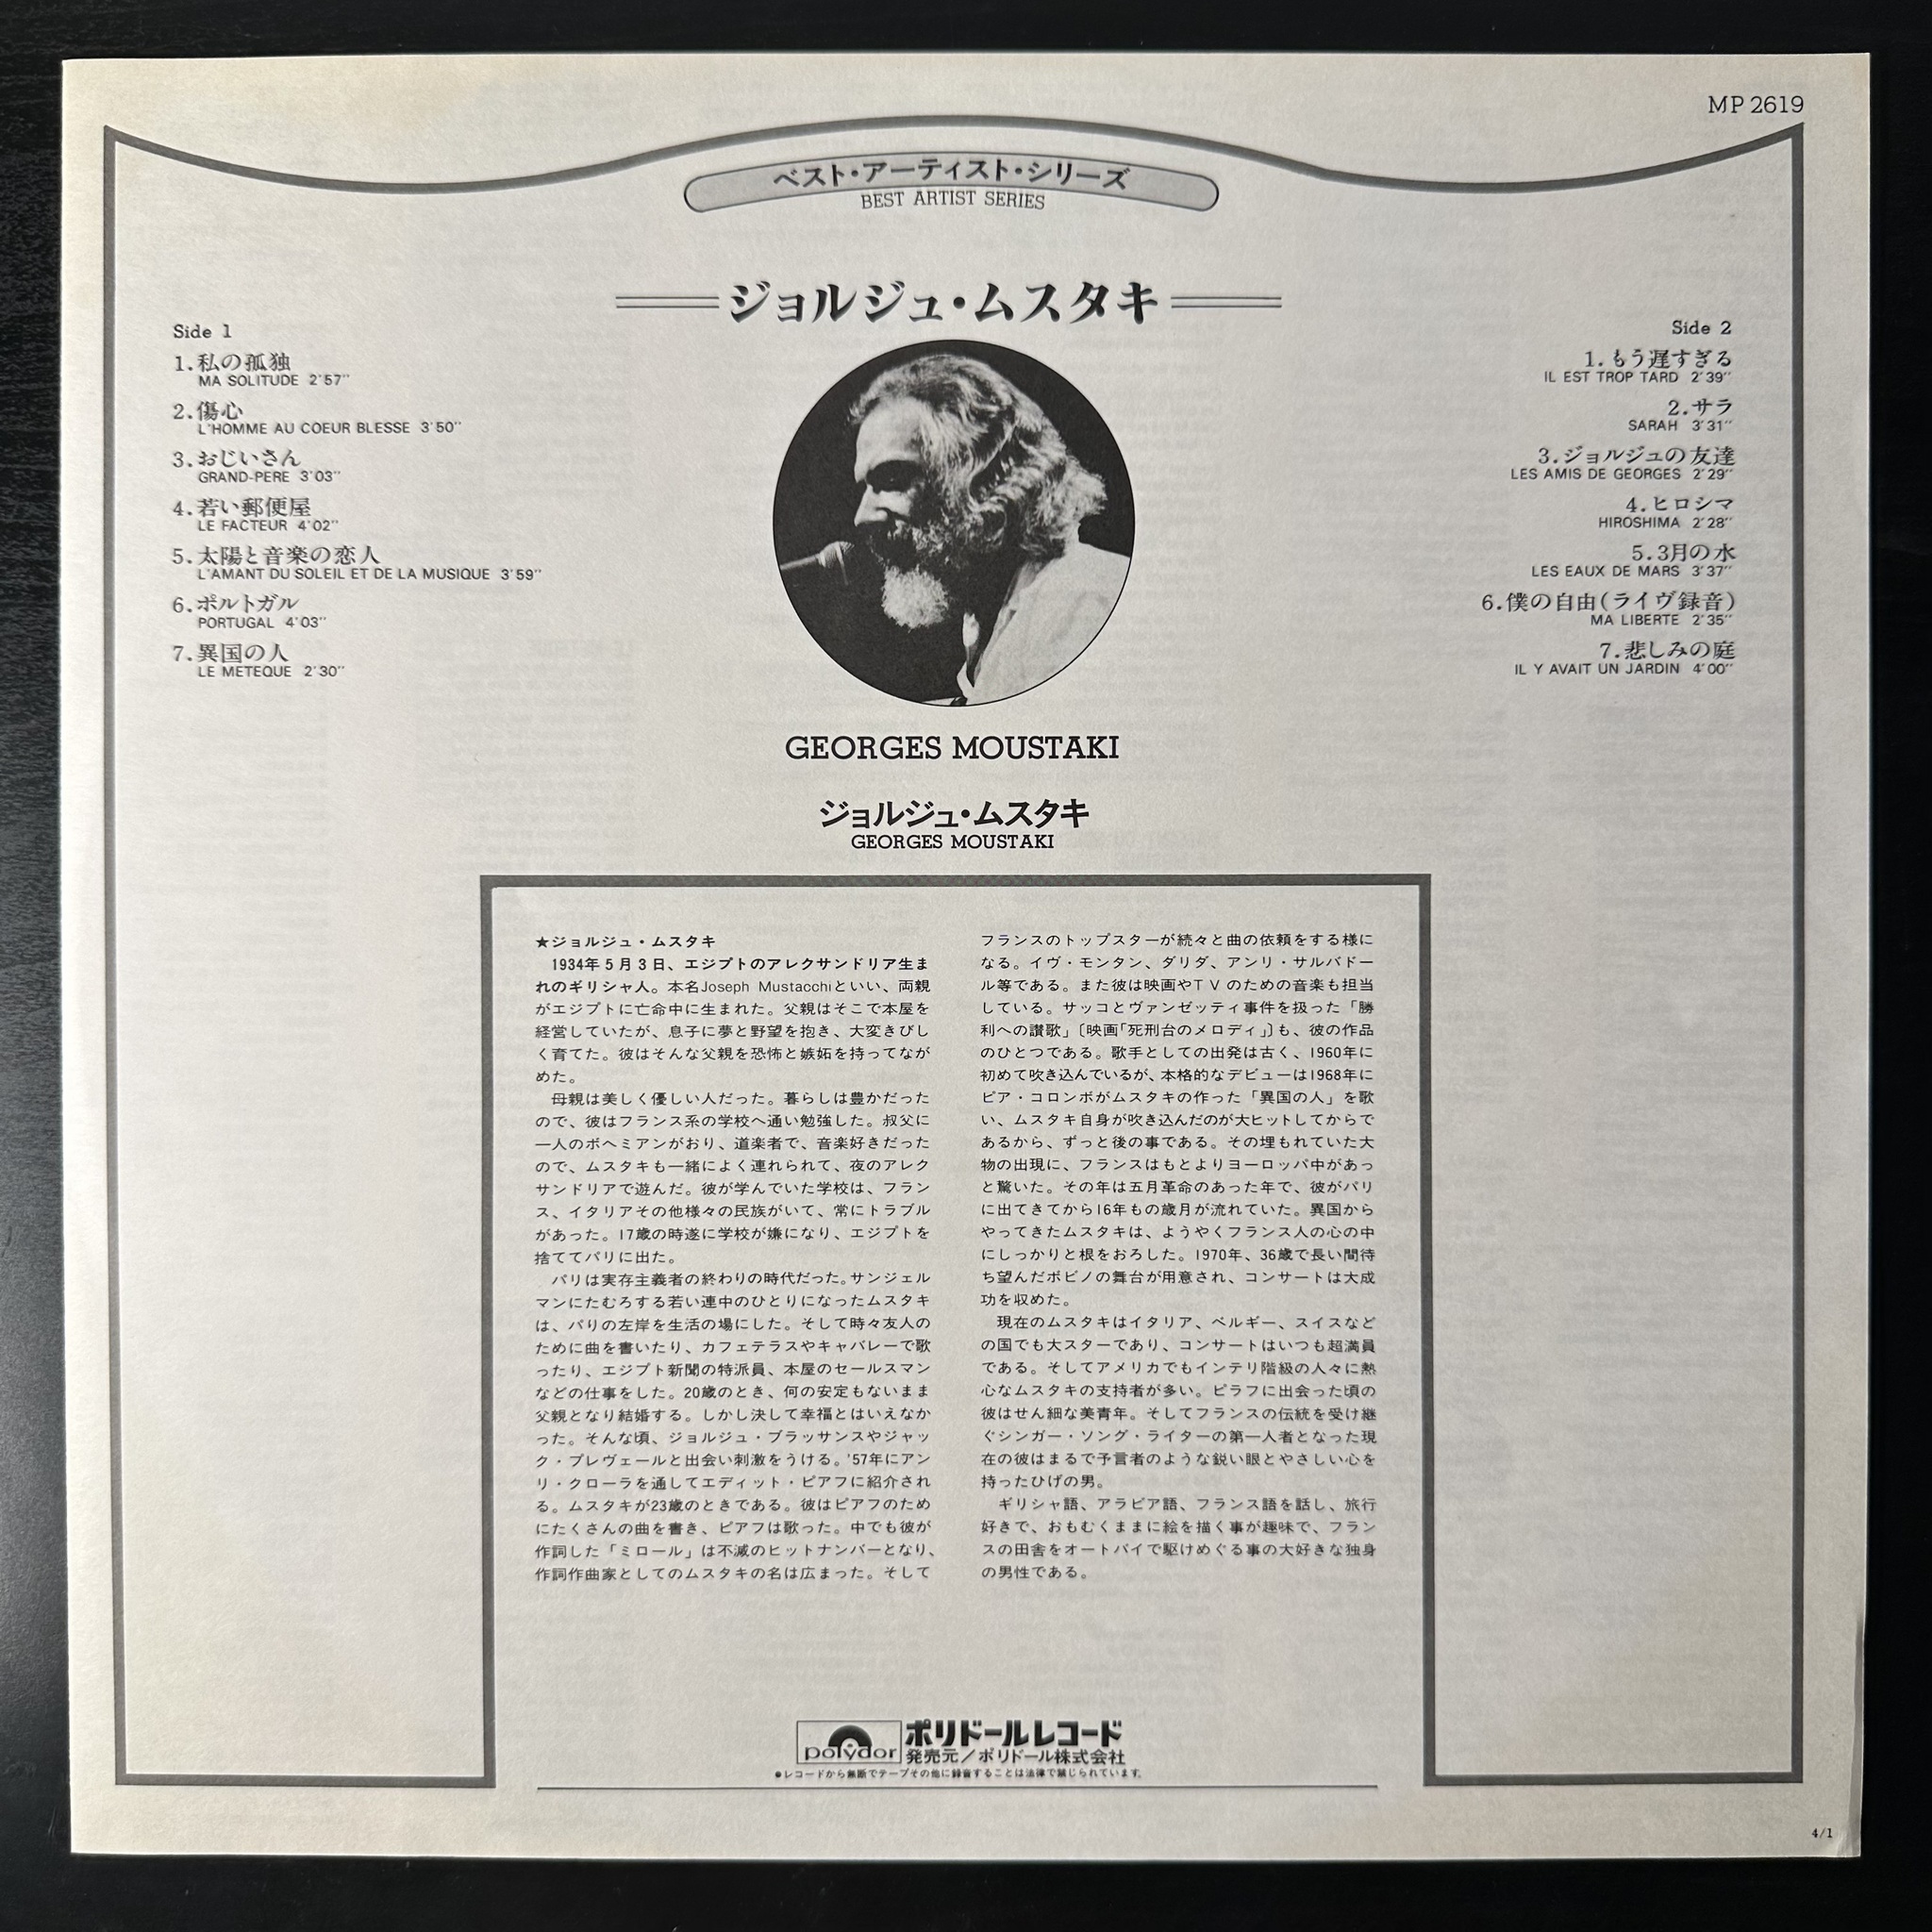 MP 2619
ベスト・アーティスト・シリーズ
BEST ARTIST SERIES
ジョルジュ・ムスタキ
Side 1
1.私の孤独
MA SOLITUDE 2'57''
2.傷心
L'HOMME AU COEUR BLESSE 3'50''
3.おじいさん
GRAND-PERE 3'03''
4.若い郵便屋
LE FACTEUR 4'02''
5.太陽と音楽の恋人
L'AMANT DU SOLEIL ET DE LA MUSIQUE 3'59''
6.ポルトガル
PORTUGAL 4'03''
7.異国の人
LE METEQUE 2'30''
Side 2
1.もう遅すぎる
IL EST TROP TARD 2'39''
2.サラ
SARAH 3'31''
3.ジョルジュの友達
LES AMIS DE GEORGES 2'29''
4.ヒロシマ
HIROSHIMA 2'28''
5.3月の水
LES EAUX DE MARS 3'37''
6.僕の自由(ライヴ録音)
MA LIBERTE 2'35''
7.悲しみの庭
IL Y AVAIT UN JARDIN 4'00''
GEORGES MOUSTAKI
ジョルジュ・ムスタキ
GEORGES MOUSTAKI
★ジョルジュ・ムスタキ
1934年5月3日、エジプトのアレクサンドリア生ま
れのギリシャ人。本名Joseph Mustacchiといい、両親
がエジプトに亡命中に生まれた。父親はそこで本屋を
経営していたが、息子に夢と野望を抱き、大変きびし
く育てた。彼はそんな父親を恐怖と嫉妬を持ってなが
めた。
母親は美しく優しい人だった。暮らしは豊かだった
ので、彼はフランス系の学校へ通い勉強した。叔父に
一人のボヘミアンがおり、道楽者で、音楽好きだった
ので、ムスタキも一緒によく連れられて、夜のアレク
サンドリアで遊んだ。彼が学んでいた学校は、フラン
ス、イタリアその他様々の民族がいて、常にトラブル
があった。17歳の時遂に学校が嫌になり、エジプトを
捨ててパリに出た。
パリは実存主義者の終わりの時代だった。サンジェル
マンにたむろする若い連中のひとりになったムスタキ
は、パリの左岸を生活の場にした。そして時々友人の
ために曲を書いたり、カフェテラスやキャバレーで歌
ったり、エジプト新聞の特派員、本屋のセールスマン
などの仕事をした。20歳のとき、何の安定もないまま
父親となり結婚する。しかし決して幸福とはいえなか
った。そんな頃、ジョルジュ・ブラッサンスやジャッ
ク・プレヴェールと出会い刺激をうける。'57年にアン
リ・クローラを通してエディット・ピアフに紹介され
る。ムスタキが23歳のときである。彼はピアフのため
にたくさんの曲を書き、ピアフは歌った。中でも彼が
作詞した「ミロール」は不滅のヒットナンバーとなり、
作詞作曲家としてのムスタキの名は広まった。そして
フランスのトップスターが続々と曲の依頼をする様に
なる。イヴ・モンタン、ダリダ、アンリ・サルバドー
ル等である。また彼は映画やTVのための音楽も担当
している。サッコとヴァンゼッティ事件を扱った「勝
利への讃歌」〔映画「死刑台のメロディ」〕も、彼の作品
のひとつである。歌手としての出発は古く、1960年に
初めて吹き込んでいるが、本格的なデビューは1968年に
ピア・コロンボがムスタキの作った「異国の人」を歌
い、ムスタキ自身が吹き込んだのが大ヒットしてからで
あるから、ずっと後の事である。その埋もれていた大
物の出現に、フランスはもとよりヨーロッパ中があっ
と驚いた。その年は五月革命のあった年で、彼がパリ
に出てきてから16年もの歳月が流れていた。異国から
やってきたムスタキは、ようやくフランス人の心の中
にしっかりと根をおろした。1970年、36歳で長い間待
ち望んだボビノの舞台が用意され、コンサートは大成
功を収めた。
現在のムスタキはイタリア、ベルギー、スイスなど
の国でも大スターであり、コンサートはいつも超満員
である。そしてアメリカでもインテリ階級の人々に熱
心なムスタキの支持者が多い。ピラフに出会った頃の
彼はせん細な美青年。そしてフランスの伝統を受け継
ぐシンガー・ソング・ライターの第一人者となった現
在の彼はまるで予言者のような鋭い眼とやさしい心を
持ったひげの男。
ギリシャ語、アラビア語、フランス語を話し、旅行
好きで、おもむくままに絵を描く事が趣味で、フラン
スの田舎をオートバイで駆けめぐる事の大好きな独身
の男性である。
polydor
ポリドールレコード
発売元/ポリドール株式会社
●レコードから無断でテープその他に録音することは法律で禁じられています。
4/1